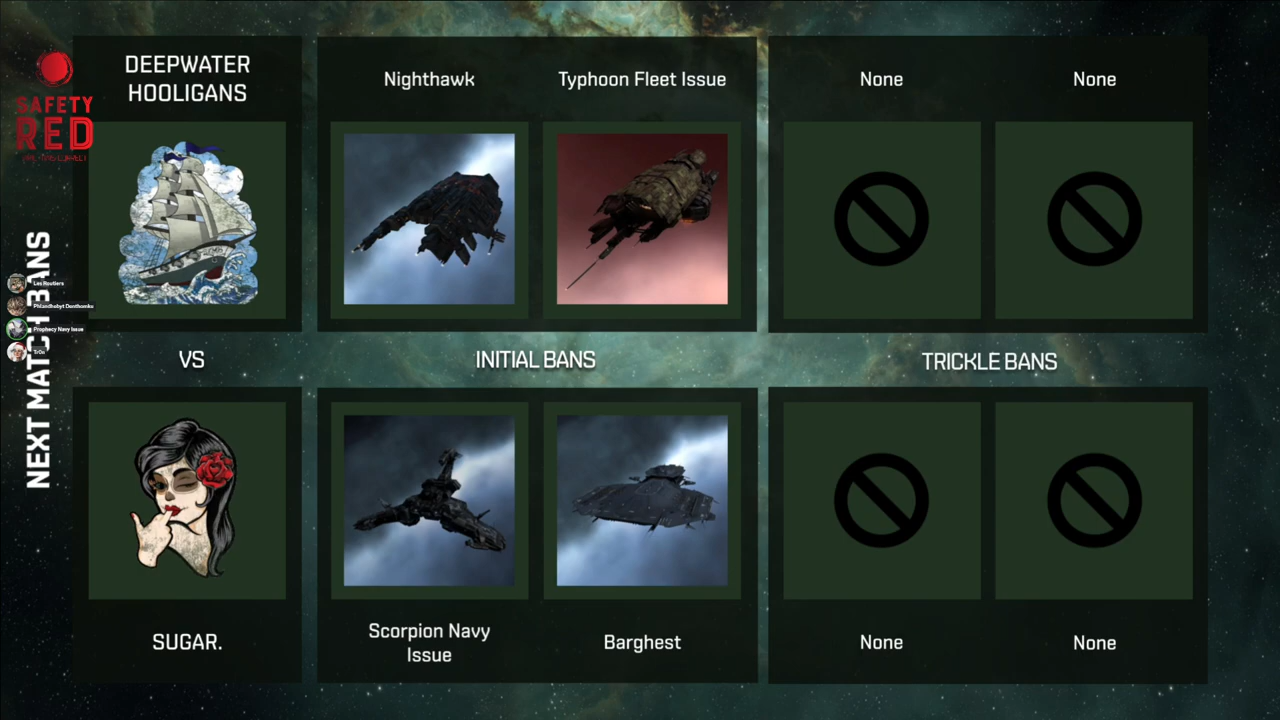 DEEPWATER
HOOLIGANS
Nighthawk
Typhoon Fleet Issue
None
None
SAFETY
RED
NEXT MATCH BANS
Les Routiers
Prophecy Navy Issue
VS
INITIAL BANS
TRICKLE BANS
SUGAR.
Scorpion Navy
Issue
Barghest
None
None